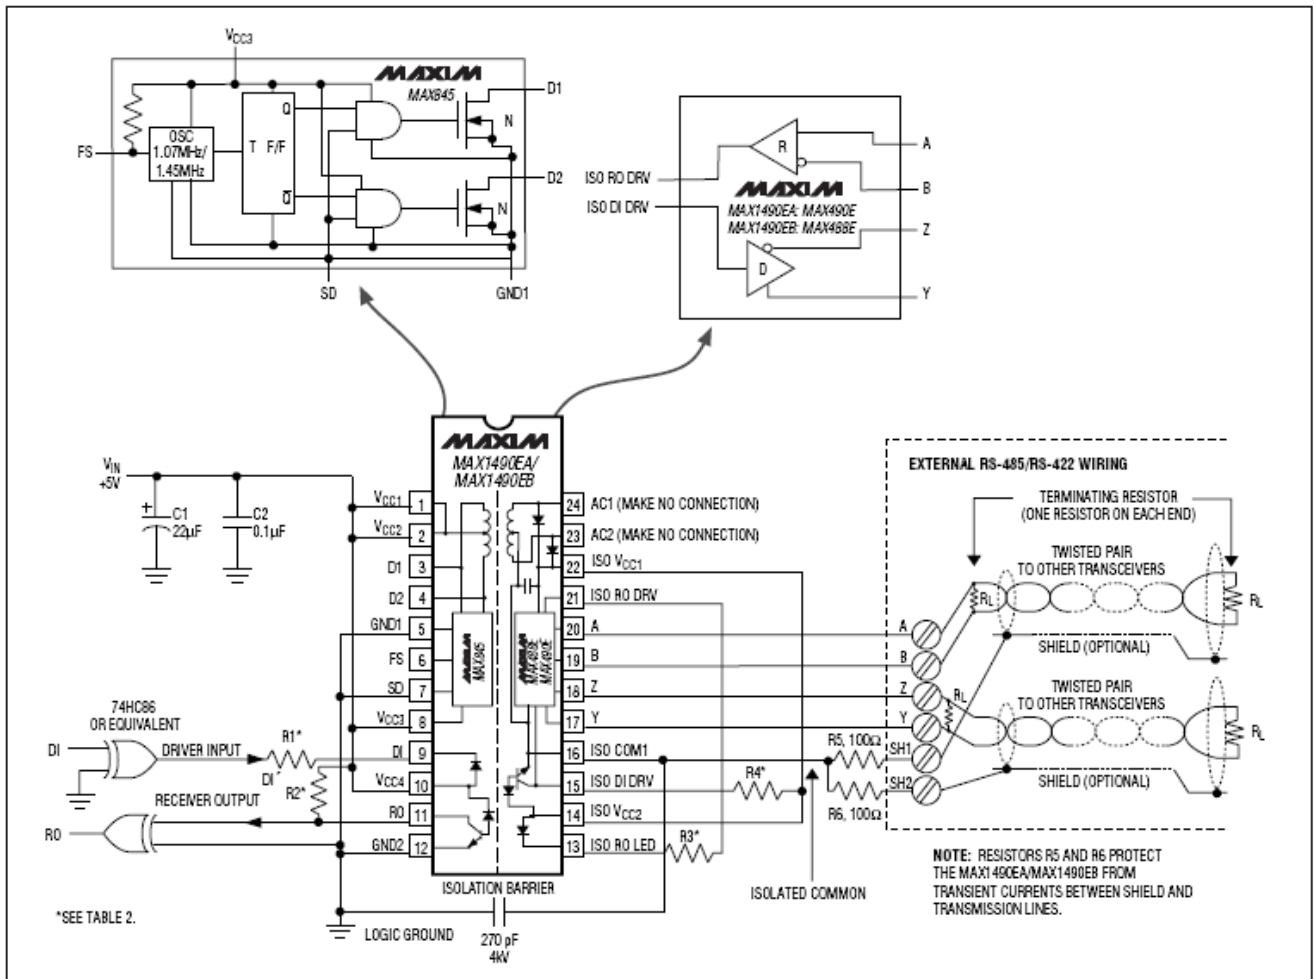 VCC3
MAXIM
MAX845
D1
Q
N
OSC
1.07MHz/
1.45MHz
FS
T F/F
D2
Q
N
SD
GND1
A
R
ISO RO DRV
B
MAXIM
ISO DI DRV
MAX1490EA: MAX490E
MAX1490EB: MAX488E
Z
D
Y
MAXIM
MAX1490EA/
MAX1490EB
VIN
+5V
C1
22µF
C2
0.1µF
VCC1 1
VCC2 2
D1 3
D2 4
GND1 5
FS 6
SD 7
VCC3 8
DI 9
VCC4 10
RO 11
GND2 12
MAXIM
MAX845
MAXIM
MAX488E
MAX490E
24 AC1 (MAKE NO CONNECTION)
23 AC2 (MAKE NO CONNECTION)
22 ISO VCC1
21 ISO RO DRV
20 A
19 B
18 Z
17 Y
16 ISO COM1
15 ISO DI DRV
14 ISO VCC2
13 ISO RO LED
74HC86
OR EQUIVALENT
DI
DRIVER INPUT
R1*
DI´
R2*
RECEIVER OUTPUT
RO
R4*
R3*
R5, 100Ω
R6, 100Ω
ISOLATED COMMON
ISOLATION BARRIER
LOGIC GROUND
270 pF
4kV
*SEE TABLE 2.
EXTERNAL RS-485/RS-422 WIRING
TERMINATING RESISTOR
(ONE RESISTOR ON EACH END)
TWISTED PAIR
TO OTHER TRANSCEIVERS
RL
RL
A
SHIELD (OPTIONAL)
B
Z
RL
TWISTED PAIR
TO OTHER TRANSCEIVERS
Y
RL
SH1
SHIELD (OPTIONAL)
SH2
NOTE: RESISTORS R5 AND R6 PROTECT
THE MAX1490EA/MAX1490EB FROM
TRANSIENT CURRENTS BETWEEN SHIELD AND
TRANSMISSION LINES.